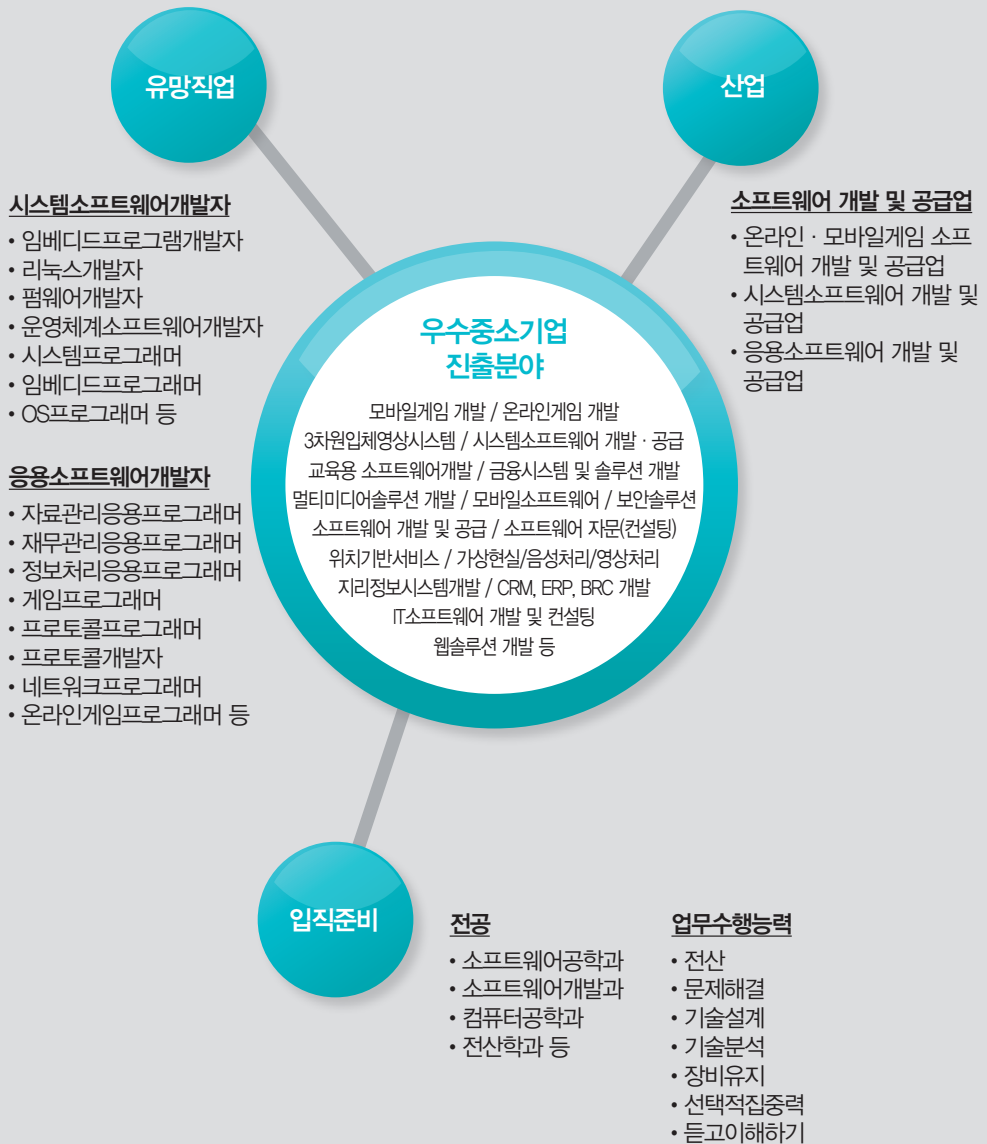 유망직업
산업
시스템소프트웨어개발자
• 임베디드프로그램개발자
• 리눅스개발자
• 펌웨어개발자
• 운영체계소프트웨어개발자
• 시스템프로그래머
• 임베디드프로그래머
• OS프로그래머 등
응용소프트웨어개발자
• 자료관리응용프로그래머
• 재무관리응용프로그래머
• 정보처리응용프로그래머
• 게임프로그래머
• 프로토콜프로그래머
• 프로토콜개발자
• 네트워크프로그래머
• 온라인게임프로그래머 등
소프트웨어 개발 및 공급업
• 온라인 · 모바일게임 소프
트웨어 개발 및 공급업
• 시스템소프트웨어 개발 및
공급업
• 응용소프트웨어 개발 및
공급업
우수중소기업
진출분야
모바일게임 개발 / 온라인게임 개발
3차원입체영상시스템 / 시스템소프트웨어 개발 · 공급
교육용 소프트웨어개발 / 금융시스템 및 솔루션 개발
멀티미디어솔루션 개발 / 모바일소프트웨어 / 보안솔루션
소프트웨어 개발 및 공급 / 소프트웨어 자문(컨설팅)
위치기반서비스 / 가상현실/음성처리/영상처리
지리정보시스템개발 / CRM, ERP, BRC 개발
IT소프트웨어 개발 및 컨설팅
웹솔루션 개발 등
입직준비
전공
• 소프트웨어공학과
• 소프트웨어개발과
• 컴퓨터공학과
• 전산학과 등
업무수행능력
• 전산
• 문제해결
• 기술설계
• 기술분석
• 장비유지
• 선택적집중력
• 듣고이해하기